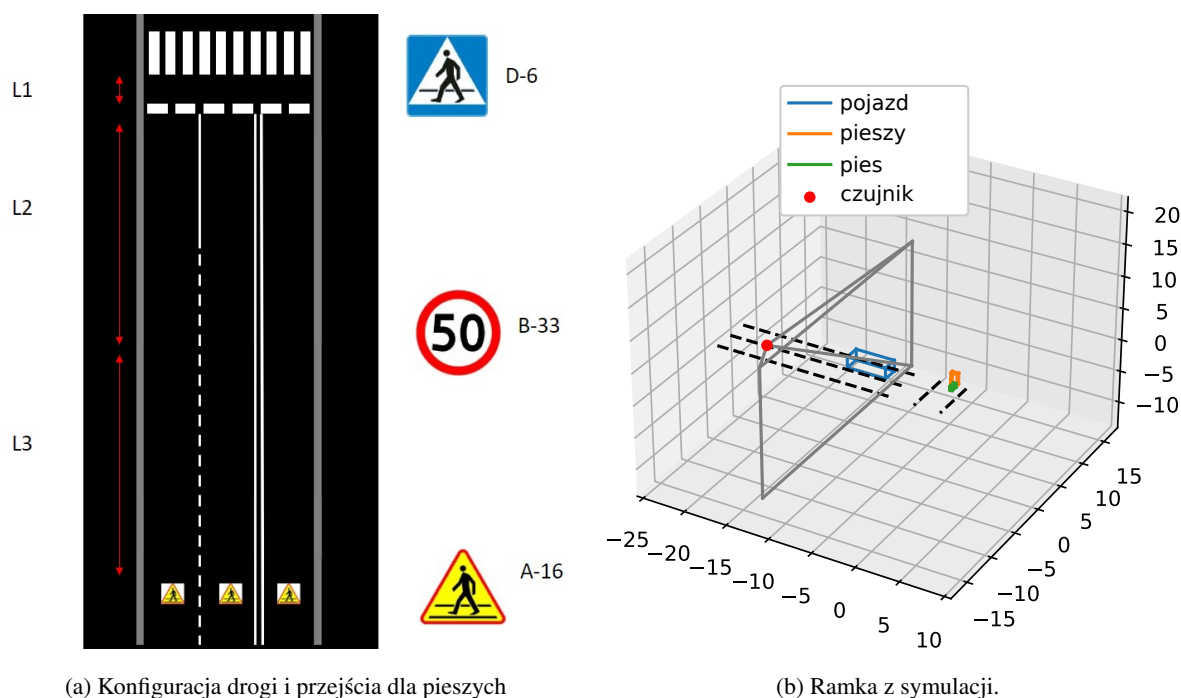 L1
D-6
L2
50
B-33
L3
A-16
pojazd
pieszy
pies
czujnik
20
15
10
5
0
−5
−10
−25
−20
−15
−10
−5
0
5
10
−15
−10
−5
0
5
10
15
(a) Konfiguracja drogi i przejścia dla pieszych
(b) Ramka z symulacji.